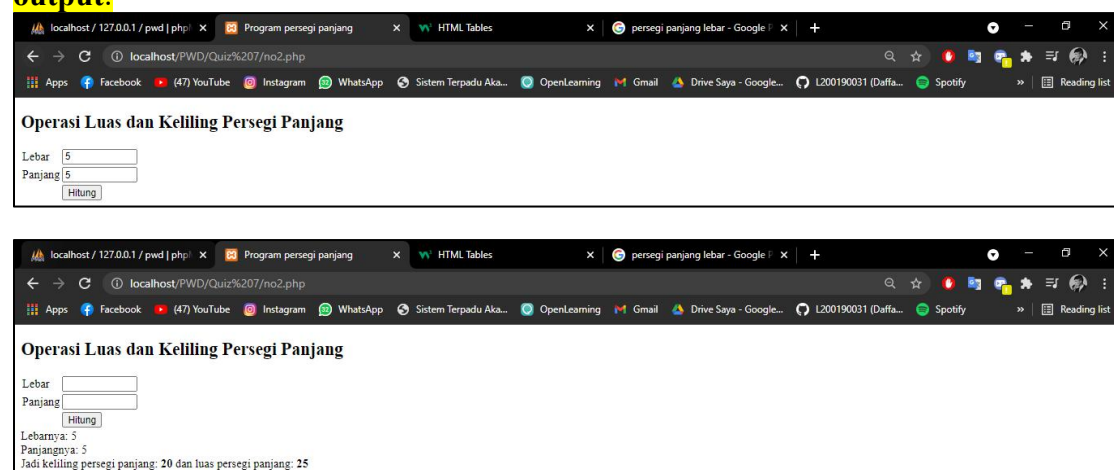 output:
localhost / 127.0.0.1 / pwd | php
Program persegi panjang
HTML Tables
persegi panjang lebar - Google P
localhost/PWD/Quiz%207/no2.php
Apps Facebook (47) YouTube Instagram WhatsApp Sistem Terpadu Aka... OpenLearning Gmail Drive Saya - Google... L200190031 (Daffa... Spotify » Reading list
Operasi Luas dan Keliling Persegi Panjang
Lebar 5
Panjang 5
Hitung
localhost / 127.0.0.1 / pwd | php
Program persegi panjang
HTML Tables
persegi panjang lebar - Google P
localhost/PWD/Quiz%207/no2.php
Apps Facebook (47) YouTube Instagram WhatsApp Sistem Terpadu Aka... OpenLearning Gmail Drive Saya - Google... L200190031 (Daffa... Spotify » Reading list
Operasi Luas dan Keliling Persegi Panjang
Lebar
Panjang
Hitung
Lebarnya: 5
Panjangnya: 5
Jadi keliling persegi panjang: 20 dan luas persegi panjang: 25